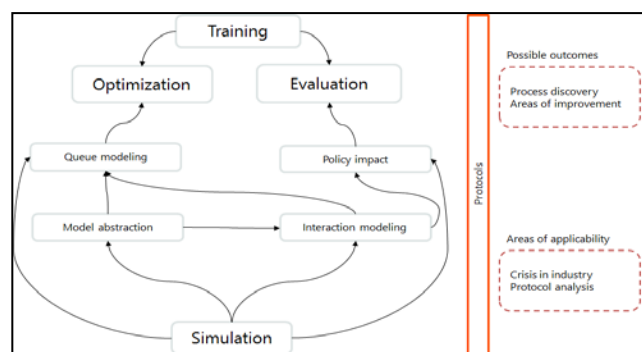 Training
Optimization
Evaluation
Queue modeling
Policy impact
Model abstraction
Interaction modeling
Simulation
Protocols
Possible outcomes
Process discovery
Areas of improvement
Areas of applicability
Crisis in industry
Protocol analysis